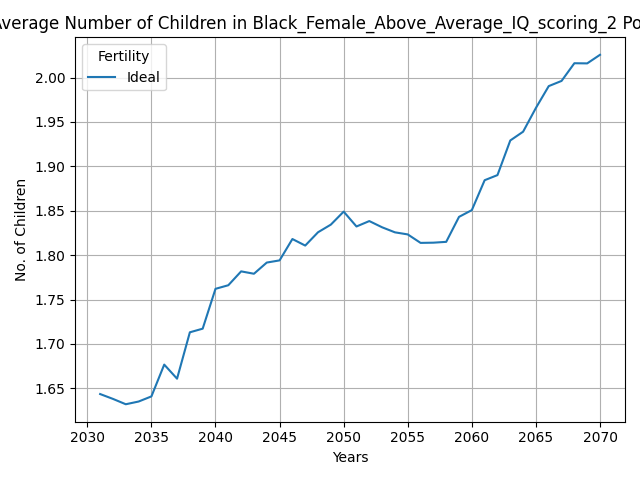 Average Number of Children in Black_Female_Above_Average_IQ_scoring_2 Po
Fertility
Ideal
No. of Children
2.00
1.95
1.90
1.85
1.80
1.75
1.70
1.65
2030 2035 2040 2045 2050 2055 2060 2065 2070
Years